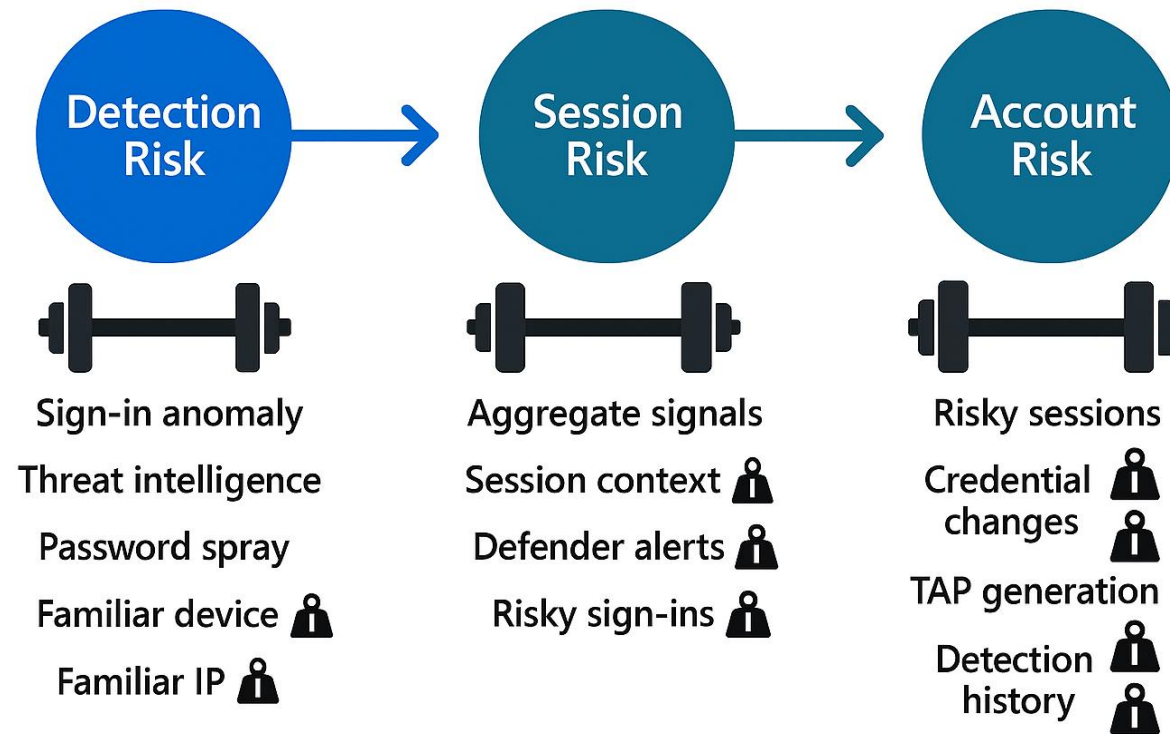 Detection
Risk
Session
Risk
Account
Risk
Sign-in anomaly
Threat intelligence
Password spray
Familiar device
Familiar IP
Aggregate signals
Session context
Defender alerts
Risky sign-ins
Risky sessions
Credential
changes
TAP generation
Detection
history